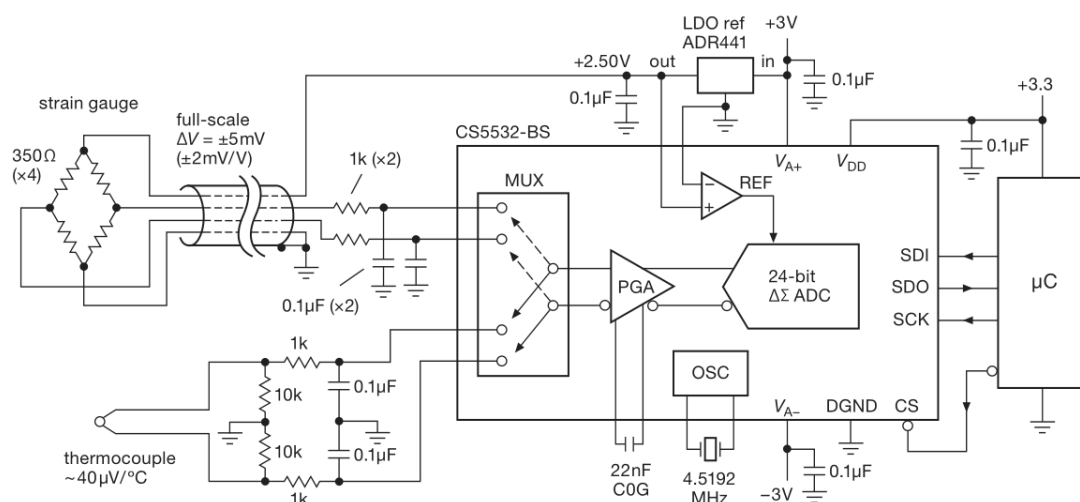 LDO ref
ADR441
+3V
+2.50V
out
in
0.1µF
0.1µF
+3.3
strain gauge
full-scale
ΔV = ±5mV
(±2mV/V)
350Ω
(×4)
1k (×2)
CS5532-BS
V_A+
V_DD
0.1µF
MUX
REF
SDI
SDO
SCK
µC
PGA
24-bit
ΔΣ ADC
0.1µF (×2)
1k
0.1µF
10k
OSC
V_A−
DGND
CS
10k
0.1µF
thermocouple
~40µV/°C
1k
22nF
C0G
4.5192
MHz
−3V
0.1µF